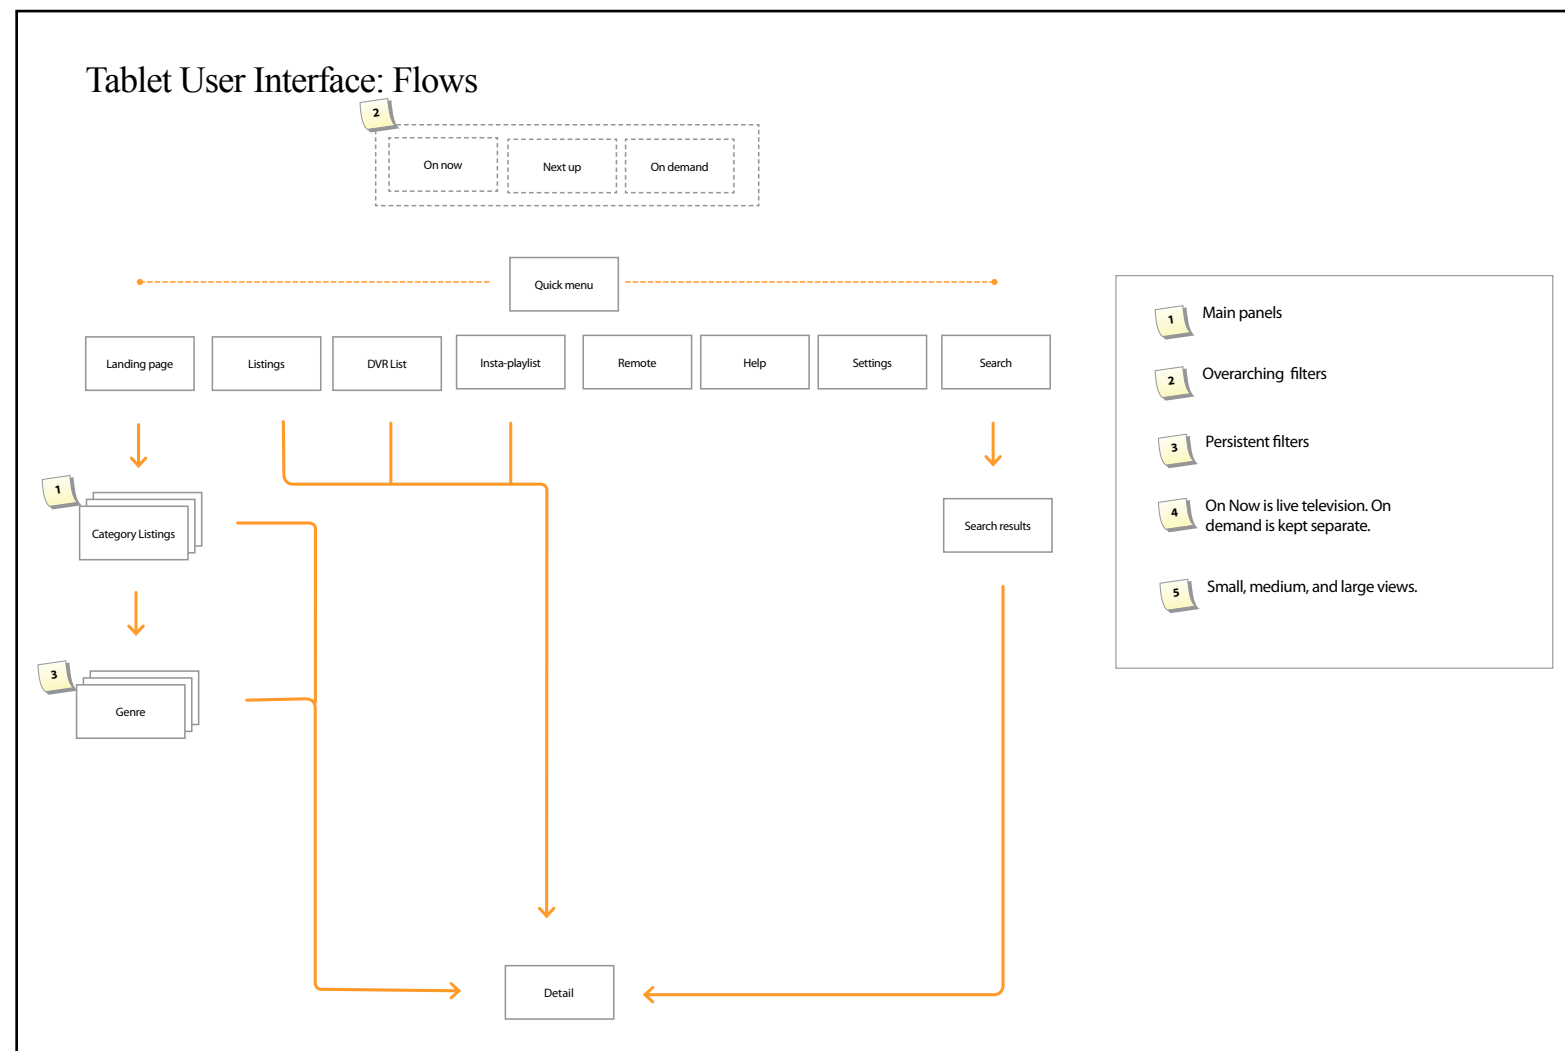 Tablet User Interface: Flows
2
On now
Next up
On demand
Quick menu
Landing page
Listings
DVR List
Insta-playlist
Remote
Help
Settings
Search
1
Category Listings
Search results
3
Genre
Detail
1
Main panels
2
Overarching filters
3
Persistent filters
4
On Now is live television. On
demand is kept separate.
5
Small, medium, and large views.